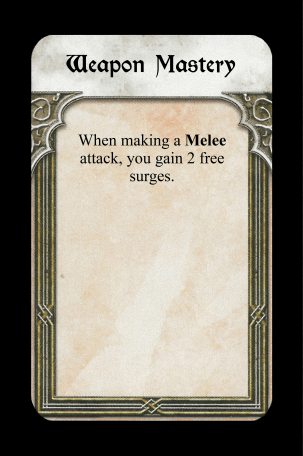 Weapon Mastery
When making a Melee
attack, you gain 2 free
surges.